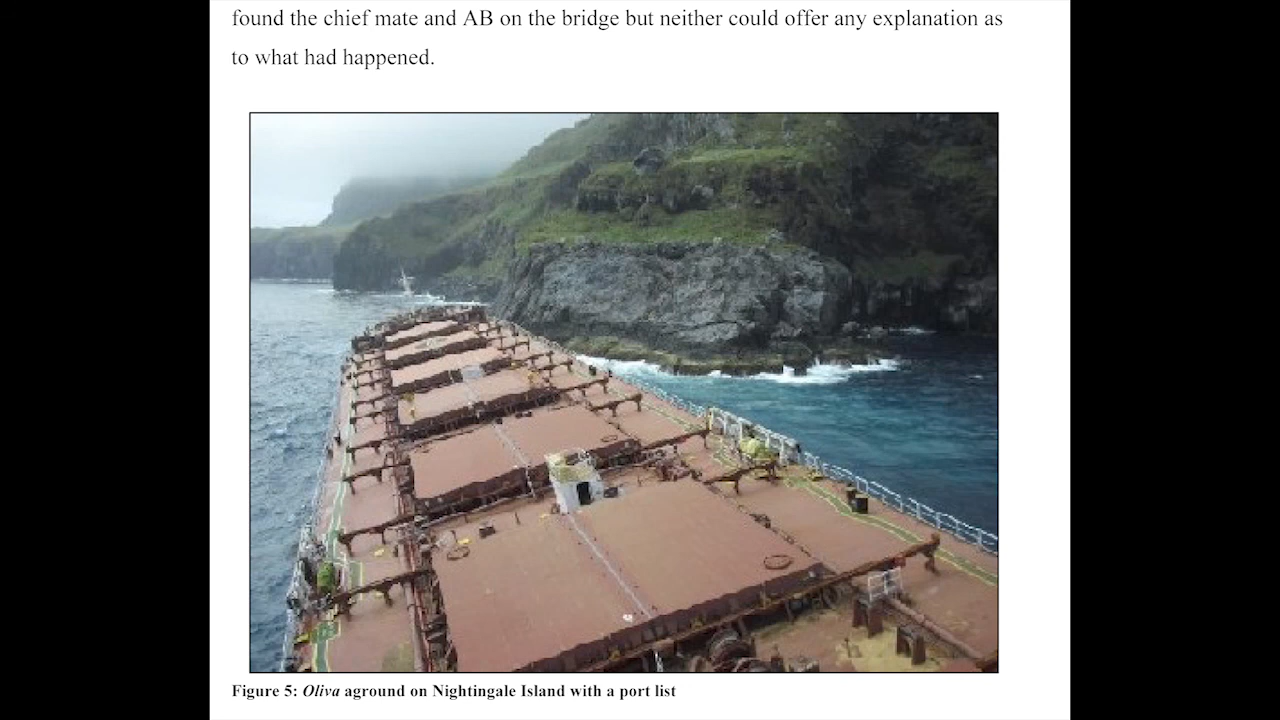 found the chief mate and AB on the bridge but neither could offer any explanation as
to what had happened.
Figure 5: Oliva aground on Nightingale Island with a port list